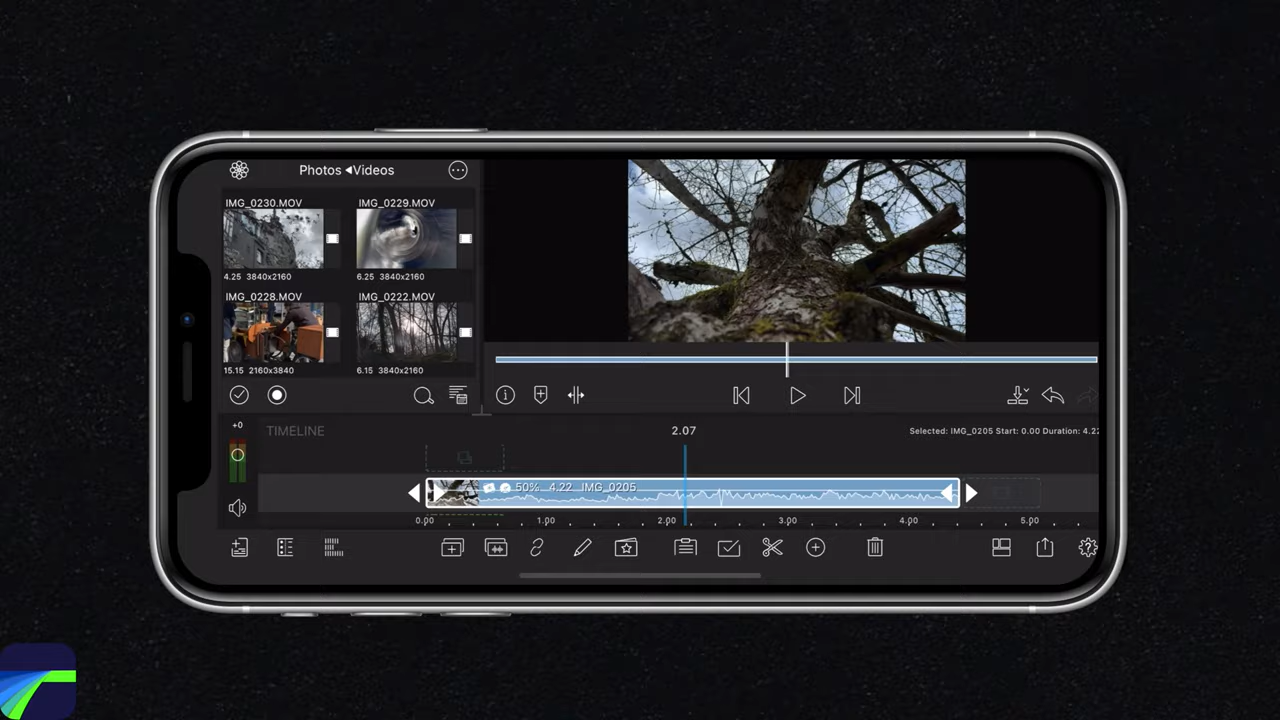 Photos ◀Videos
IMG_0230.MOV
IMG_0229.MOV
4.25 3840x2160
6.25 3840x2160
IMG_0228.MOV
IMG_0222.MOV
15.15 2160x3840
6.15 3840x2160
+0
TIMELINE
2.07
Selected: IMG_0205 Start: 0.00 Duration: 4.22
50% 4.22 IMG_0205
0.00 1.00 2.00 3.00 4.00 5.00